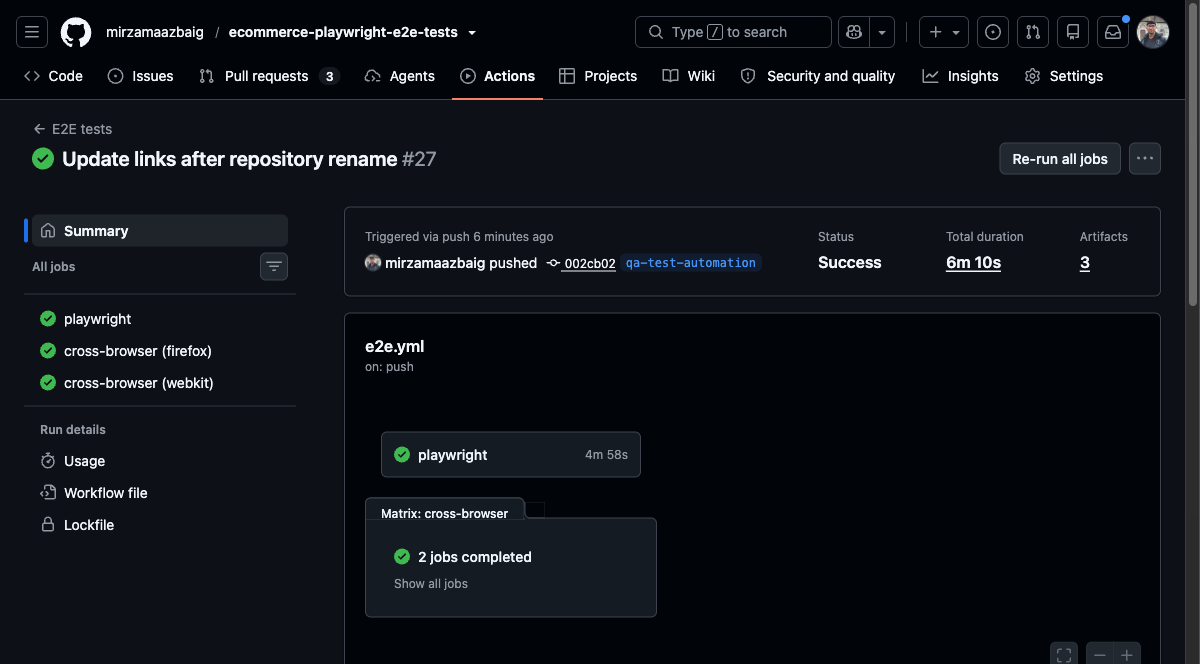 mirzamaazbaig / ecommerce-playwright-e2e-tests
Type / to search
Code
Issues
Pull requests 3
Agents
Actions
Projects
Wiki
Security and quality
Insights
Settings
E2E tests
Update links after repository rename #27
Re-run all jobs
Summary
All jobs
playwright
cross-browser (firefox)
cross-browser (webkit)
Run details
Usage
Workflow file
Lockfile
Triggered via push 6 minutes ago
mirzamaazbaig pushed 002cb02 qa-test-automation
Status
Success
Total duration
6m 10s
Artifacts
3
e2e.yml
on: push
playwright 4m 58s
Matrix: cross-browser
2 jobs completed
Show all jobs